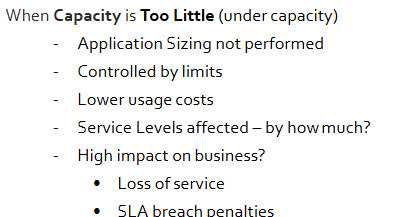 When Capacity is Too Little (under capacity)
- Application Sizing not performed
- Controlled by limits
- Lower usage costs
- Service Levels affected – by how much?
- High impact on business?
• Loss of service
• SLA breach penalties